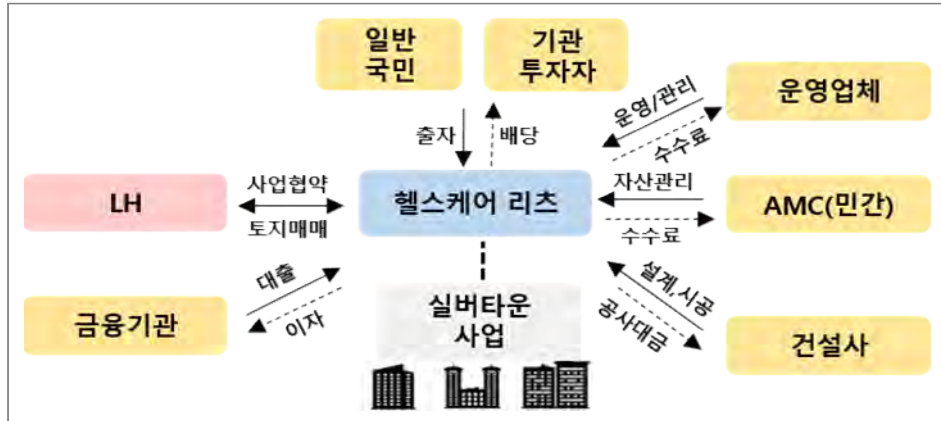 일반
국민
기관
투자자
운영업체
운영/관리
수수료
출자
배당
LH
사업협약
토지매매
헬스케어 리츠
자산관리
수수료
AMC(민간)
대출
이자
금융기관
실버타운
사업
설계,시공
공사대금
건설사